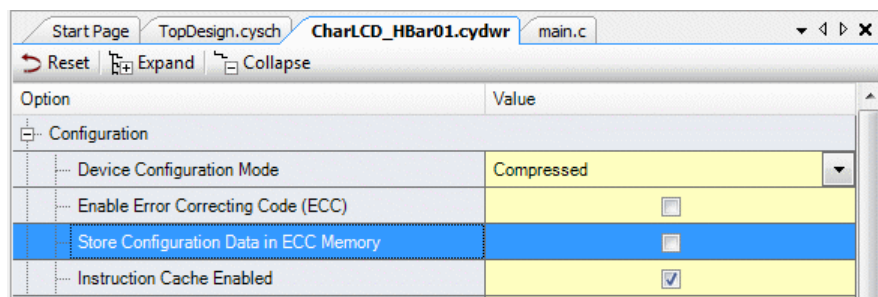 Start Page TopDesign.cysch CharLCD_HBar01.cydwr main.c
Reset Expand Collapse
Option Value
Configuration
Device Configuration Mode Compressed
Enable Error Correcting Code (ECC)
Store Configuration Data in ECC Memory
Instruction Cache Enabled